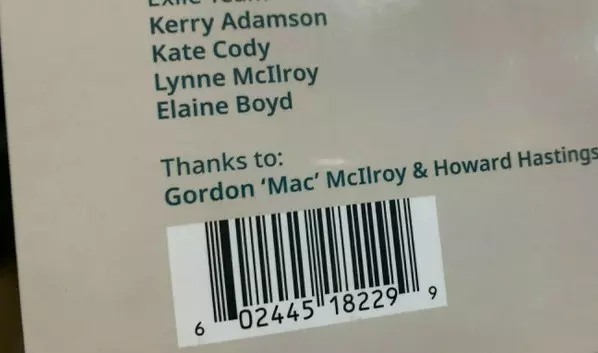 Kerry Adamson
Kate Cody
Lynne McIlroy
Elaine Boyd
Thanks to:
Gordon ‘Mac’ McIlroy & Howard Hastings
6 02445 18229 9